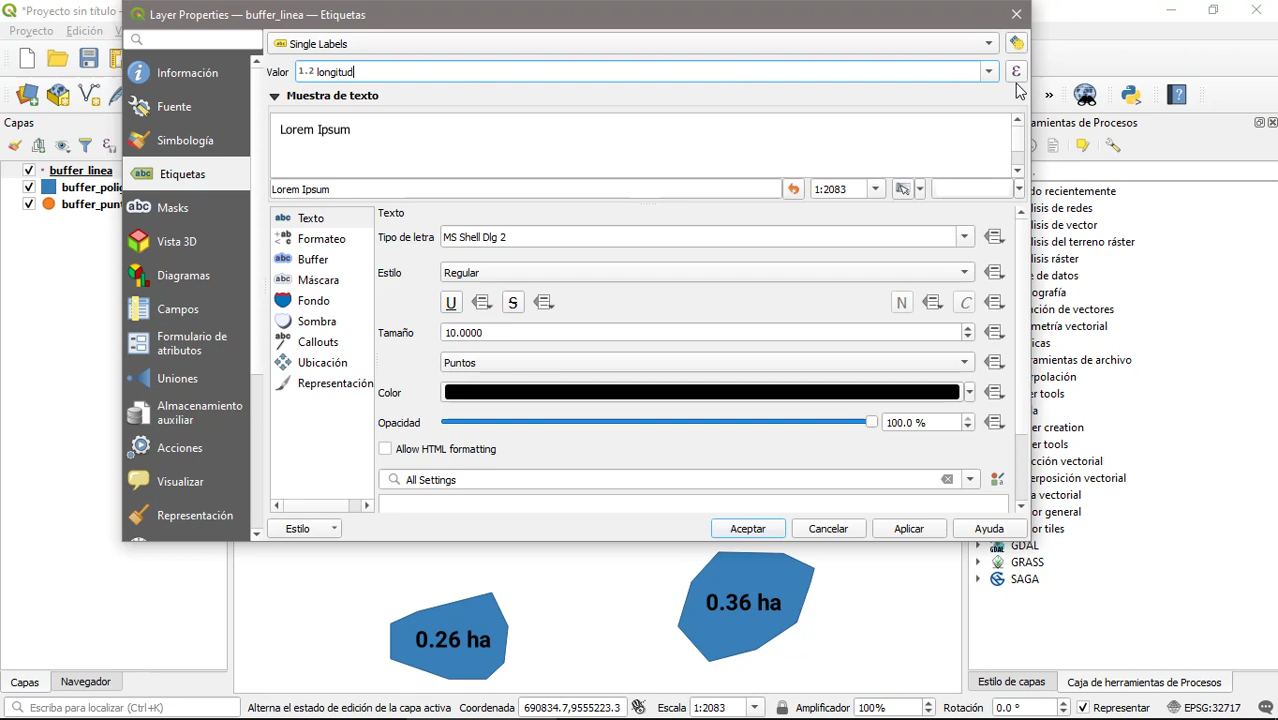 *Proyecto sin título
Layer Properties — buffer_linea — Etiquetas
Proyecto Edición
Single Labels
Valor 1.2 longitud
Muestra de texto
Lorem Ipsum
Lorem Ipsum 1:2083
Información
Fuente
Simbología
Etiquetas
Masks
Vista 3D
Diagramas
Campos
Formulario de
atributos
Uniones
Almacenamiento
auxiliar
Acciones
Visualizar
Representación
Texto
Formateo
Buffer
Máscara
Fondo
Sombra
Callouts
Ubicación
Representación
Texto
Tipo de letra MS Shell Dlg 2
Estilo Regular
U S N C
Tamaño 10.0000
Puntos
Color
Opacidad 100.0 %
Allow HTML formatting
All Settings
Estilo Aceptar Cancelar Aplicar Ayuda
Capas
buffer_linea
buffer_poli
buffer_punt
»
ramientas de Procesos
recientemente
álisis de redes
lisis de vector
lisis del terreno ráster
lisis ráster
e de datos
ografía
ación de vectores
metría vectorial
icas
ramientas de archivo
rpolación
er tools
a
er creation
er tools
cción vectorial
erposición vectorial
a vectorial
or general
or tiles
GDAL
GRASS
SAGA
0.26 ha
0.36 ha
Capas Navegador
Estilo de capas Caja de herramientas de Procesos
Escriba para localizar (Ctrl+K) Alterna el estado de edición de la capa activa Coordenada 690834.7,9555223.3 Escala 1:2083 Amplificador 100% Rotación 0.0 ° Representar EPSG:32717